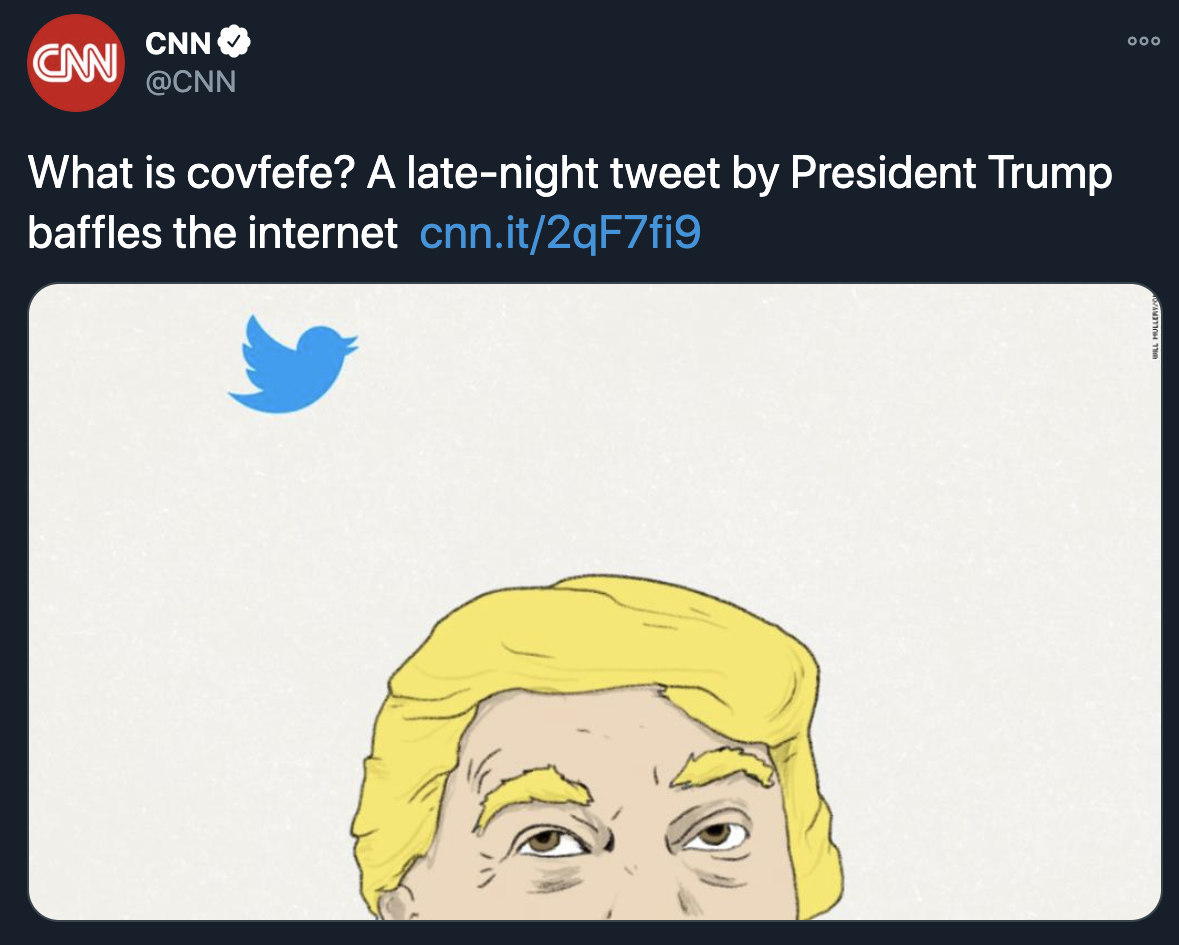 CNN
CNN
@CNN
What is covfefe? A late-night tweet by President Trump
baffles the internet cnn.it/2qF7fi9
WILL MULLERY/